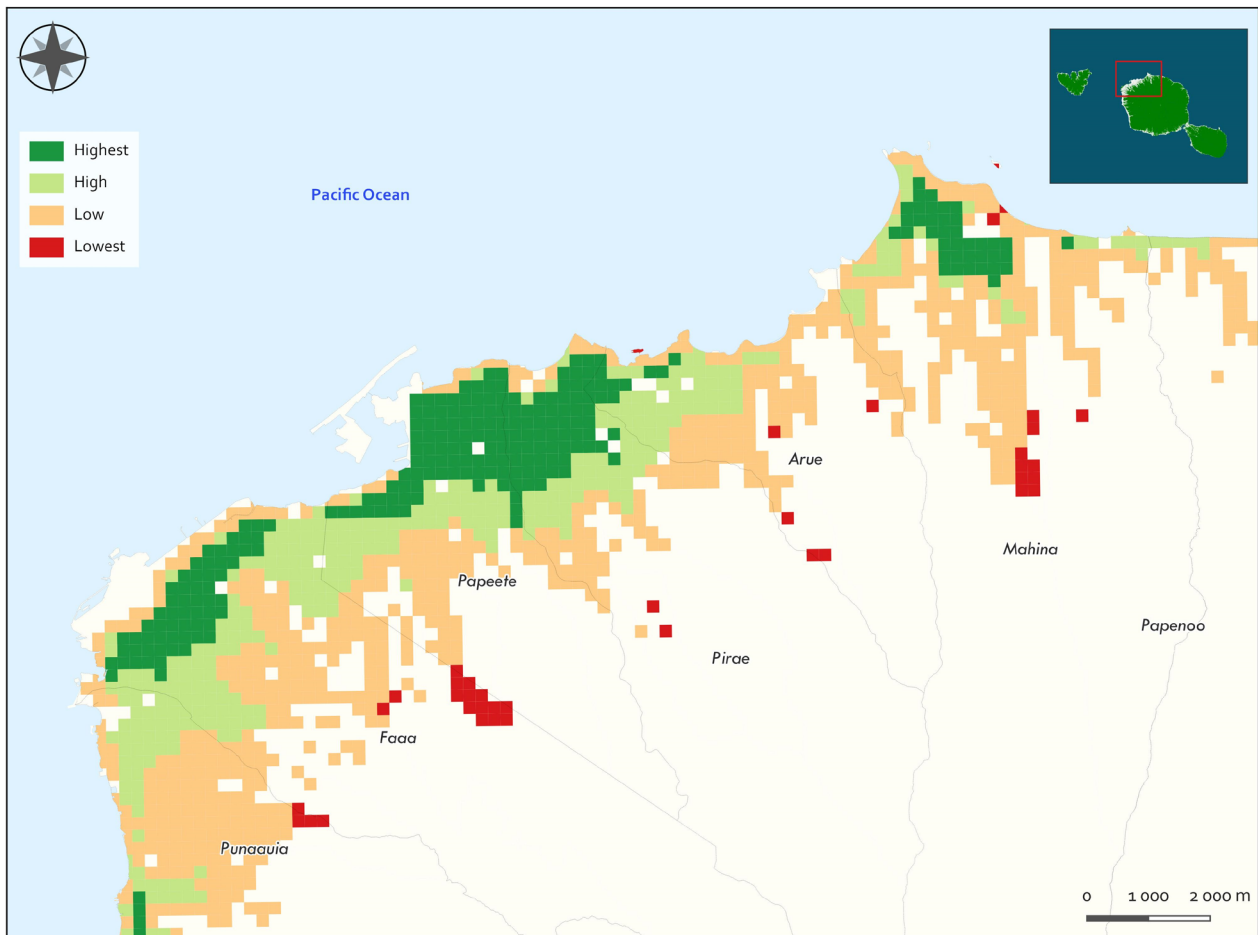 Highest
High
Low
Lowest
Pacific Ocean
Arue
Mahina
Papeete
Papenoo
Pirae
Faaa
Punaauia
0 1 000 2 000 m